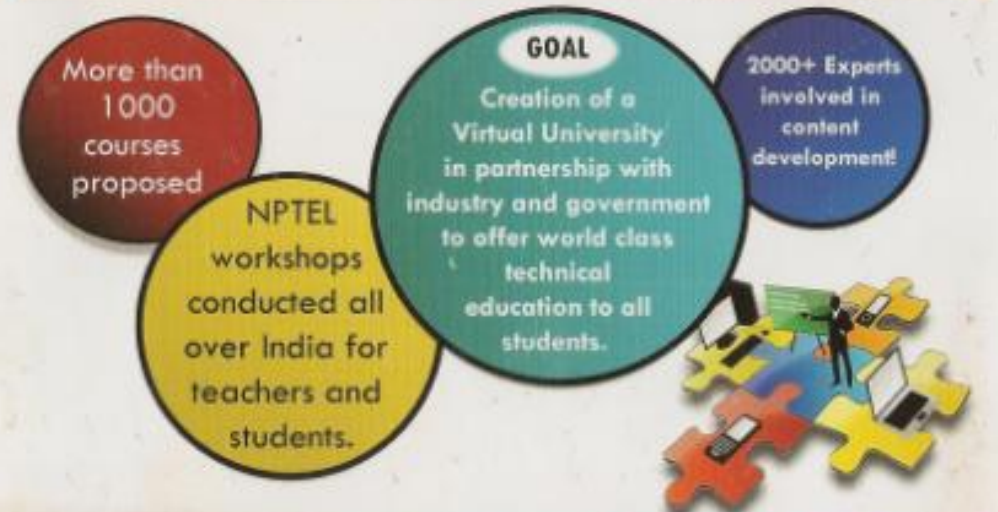 More than
1000
courses
proposed
NPTEL
workshops
conducted all
over India for
teachers and
students.
GOAL
Creation of a
Virtual University
in partnership with
industry and government
to offer world class
technical
education to all
students.
2000+ Experts
involved in
content
development!